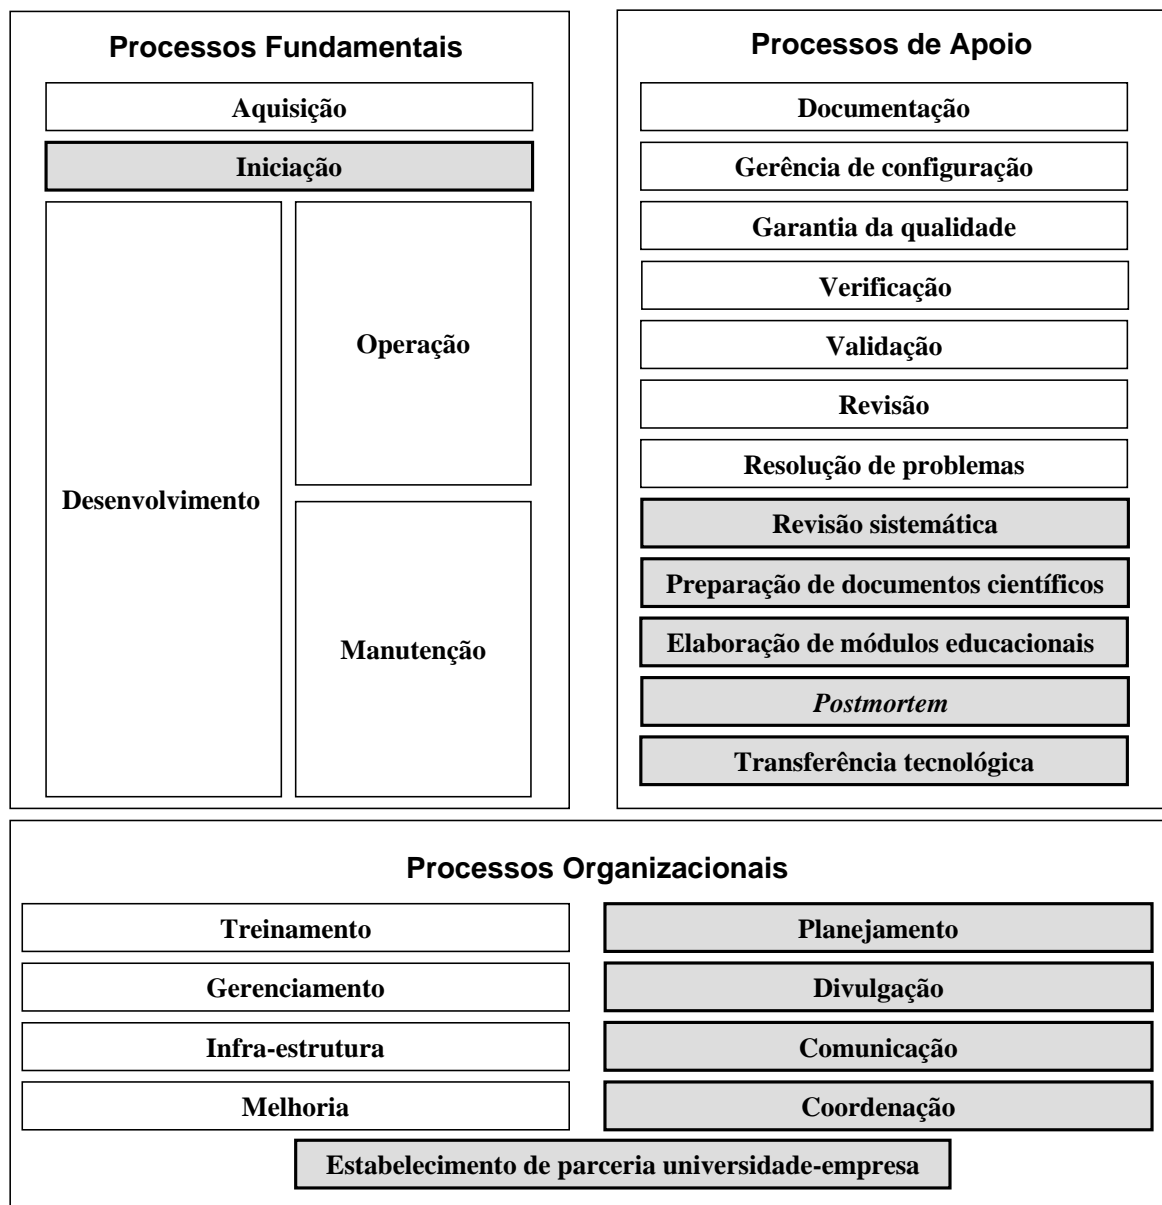 Processos Fundamentais
Aquisição
Iniciação
Desenvolvimento
Operação
Manutenção
Processos de Apoio
Documentação
Gerência de configuração
Garantia da qualidade
Verificação
Validação
Revisão
Resolução de problemas
Revisão sistemática
Preparação de documentos científicos
Elaboração de módulos educacionais
Postmortem
Transferência tecnológica
Processos Organizacionais
Treinamento
Gerenciamento
Infra-estrutura
Melhoria
Planejamento
Divulgação
Comunicação
Coordenação
Estabelecimento de parceria universidade-empresa